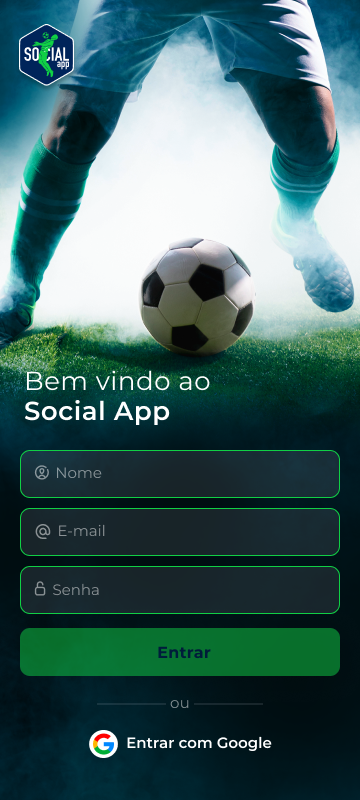 SOCIAL
app
Bem vindo ao
Social App
Nome
E-mail
Senha
Entrar
ou
Entrar com Google